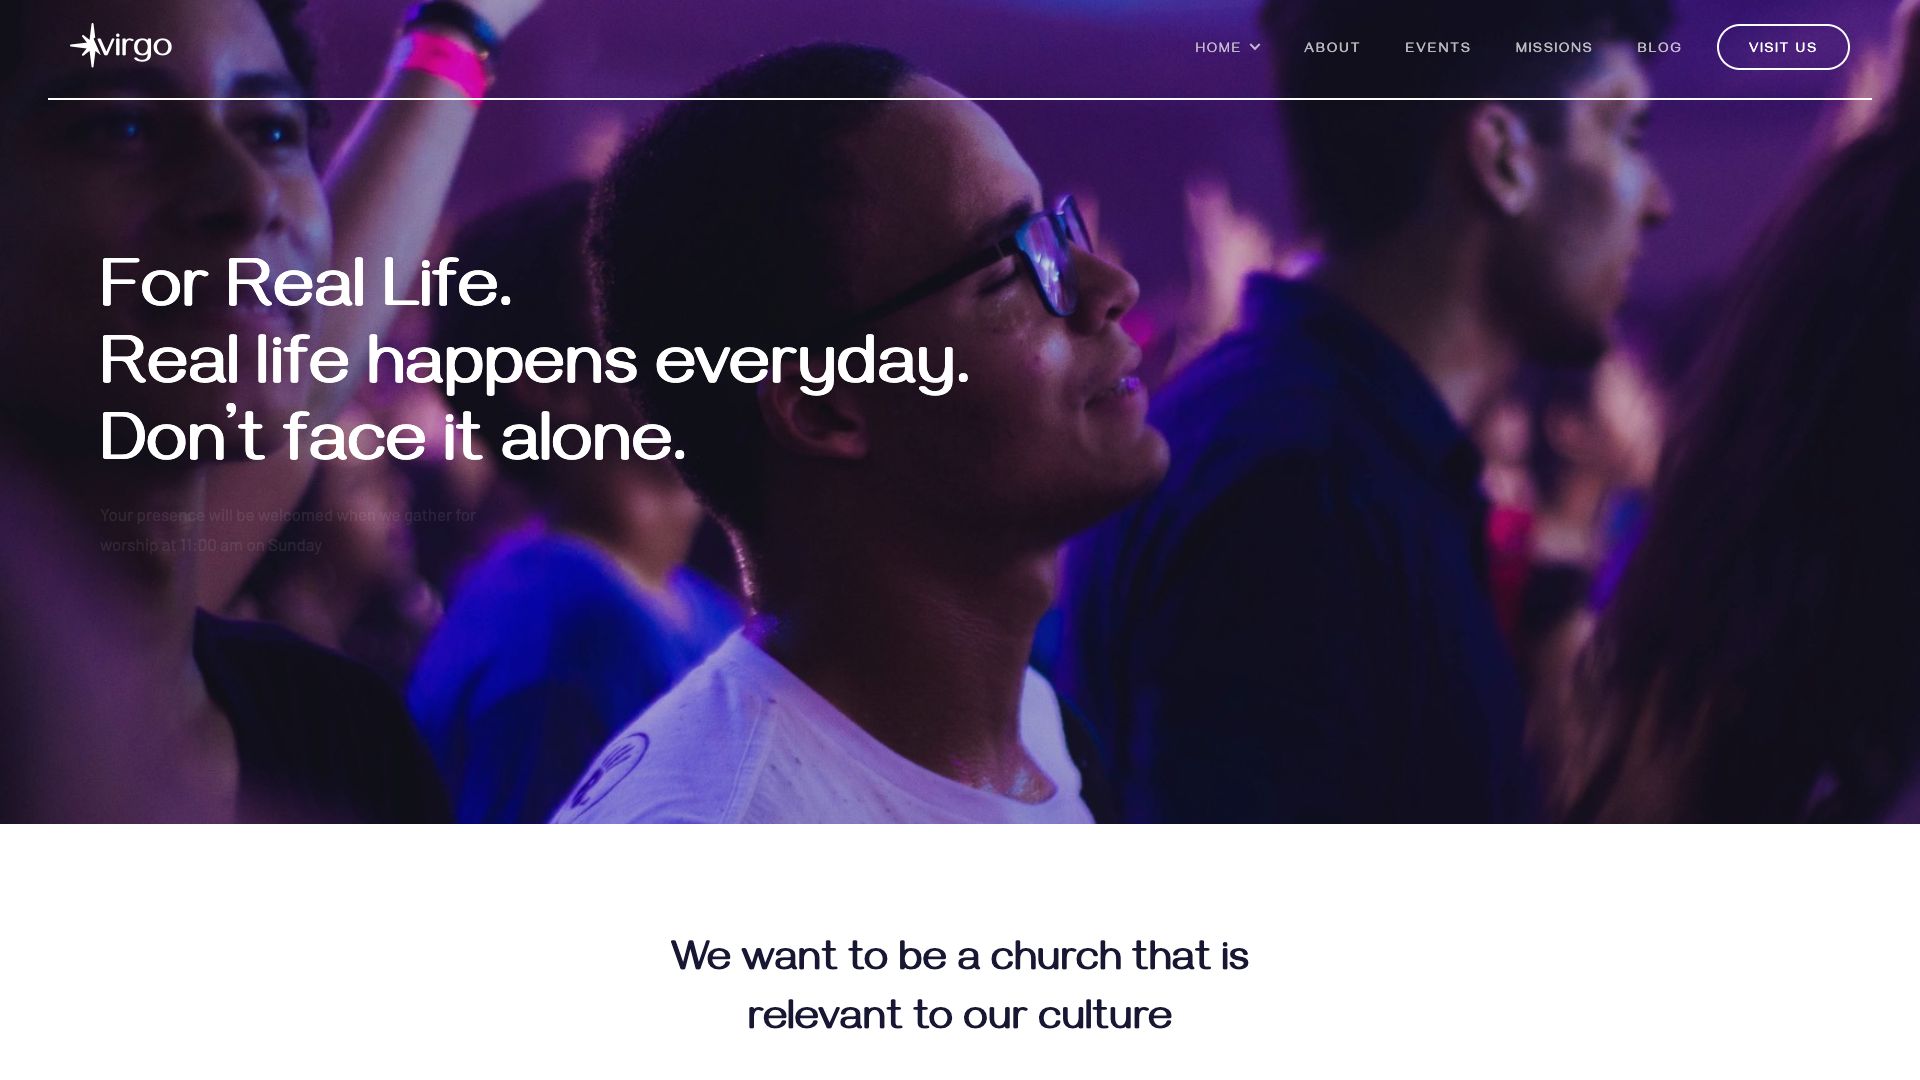 virgo
HOME
ABOUT
EVENTS
MISSIONS
BLOG
VISIT US
For Real Life.
Real life happens everyday.
Don’t face it alone.
Your presence will be welcomed when we gather for
worship at 11:00 am on Sunday
We want to be a church that is
relevant to our culture